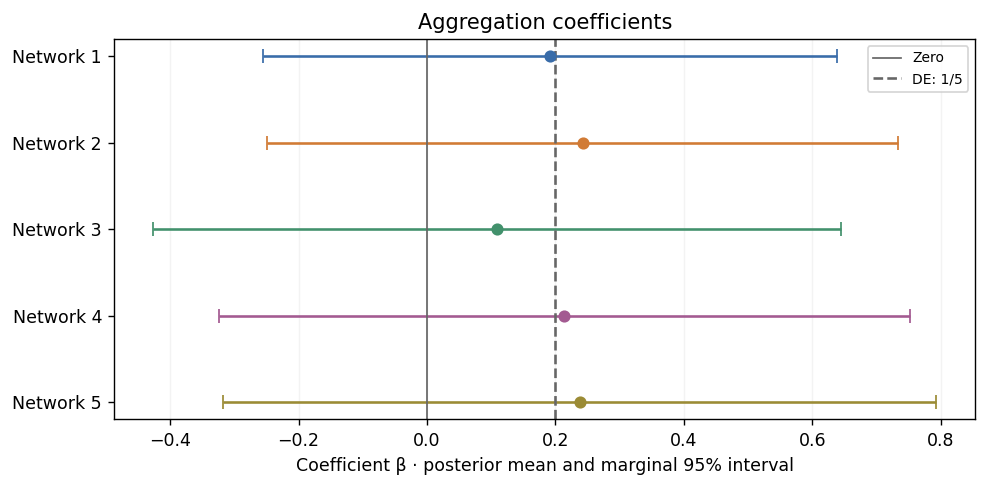 Aggregation coefficients
Network 1
Network 2
Network 3
Network 4
Network 5
Zero
DE: 1/5
−0.4
−0.2
0.0
0.2
0.4
0.6
0.8
Coefficient β · posterior mean and marginal 95% interval